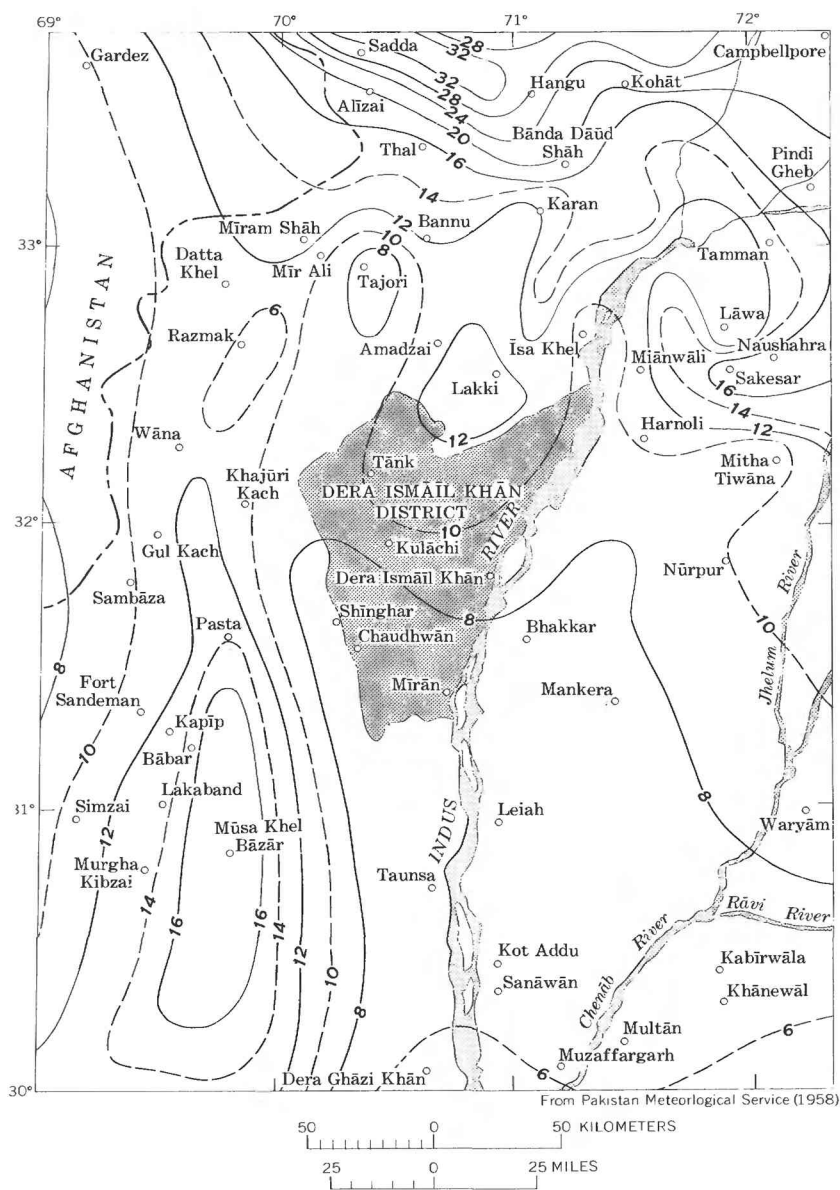 69° 70° 71° 72°
Gardez
Sadda
28
32
Campbellpore
32
28
24
20
16
Hangu
Kohāt
Alīzai
Bānda Dāūd
Shāh
Thal
Pindi
Gheb
14
12
10
8
Bannu
Karan
33°
Mīram Shāh
Mīr Ali
Datta
Khel
Tajori
Tamman
AFGHANISTAN
6
Razmak
Amadzai
Īsa Khel
Lāwa
Naushahra
Miānwāli
Lakki
16
Sakesar
14
12
12
Harnoli
Wāna
Tānk
Mitha
Tiwāna
Khajūri
Kach
DERA ISMĀĪL KHĀN
DISTRICT
RIVER
32°
10
Gul Kach
Kulāchi
Dera Ismāīl Khān
Nūrpur
River
Sambāza
8
Shīnghar
Pasta
Chaudhwān
Bhakkar
10
8
Fort
Sandeman
Mīrān
Mankera
Jhelum
Kapīp
10
Bābar
8
31°
Simzai
Lakaband
12
Mūsa Khel
Bāzār
INDUS
Leiah
Waryām
Murgha
Kibzai
Taunsa
14
16
16
14
12
10
8
Rāvi River
River
Kot Addu
Sanāwān
Kabīrwāla
Khānewāl
Chenāb
Multān
6
Muzaffargarh
30°
Dera Ghāzi Khān
6
From Pakistan Meteorlogical Service (1958)
50 0 50 KILOMETERS
25 0 25 MILES